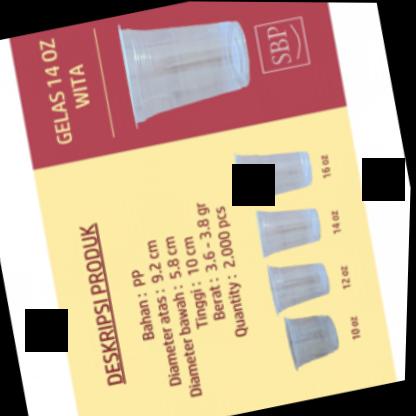 GELAS 14 OZ
WITA
SBP
DESKRIPSI PRODUK
Bahan : PP
Diameter atas : 9.2 cm
Diameter bawah : 5.8 cm
Tinggi : 10 cm
Berat : 3.6 - 3.8 gr
Quantity : 2.000 pcs
16 oz
14 oz
12 oz
10 oz